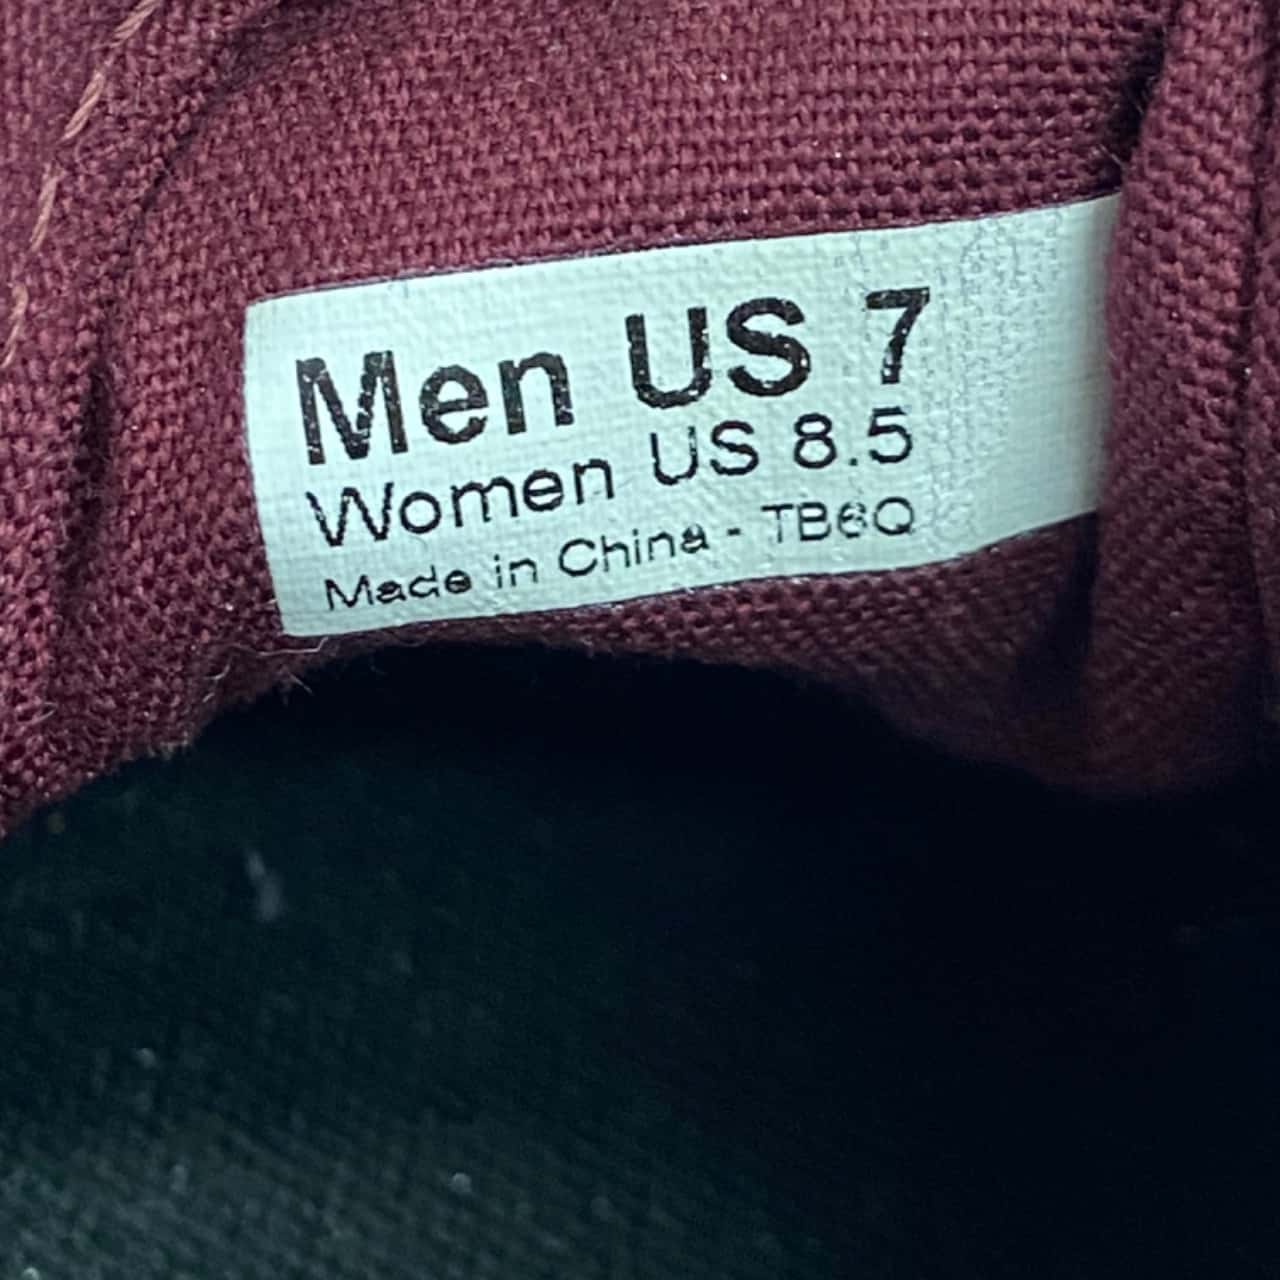 Men US 7
Women US 8.5
Made in China - TB6Q